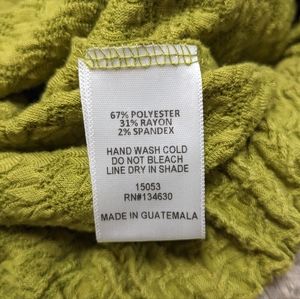 67% POLYESTER
31% RAYON
2% SPANDEX
HAND WASH COLD
DO NOT BLEACH
LINE DRY IN SHADE
15053
RN#134630
MADE IN GUATEMALA